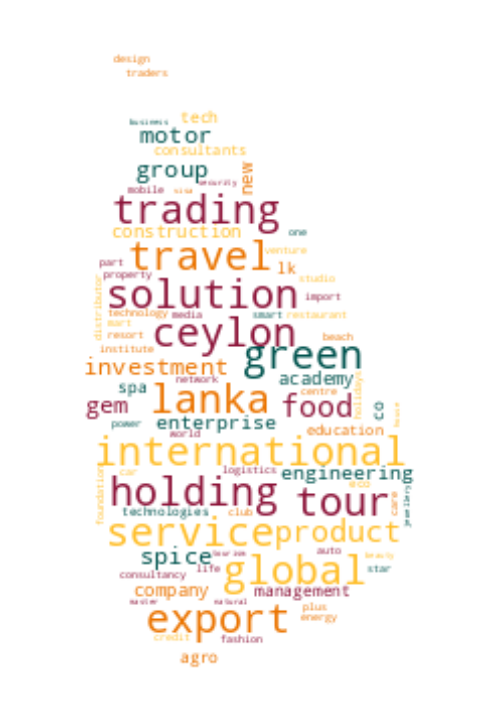 design
traders
business tech
motor
consultants
group security new
mobile visa
trading
construction one
travel venture
part lk
property studio
solution import
distributor
technology media smart restaurant
mart
ceylon
resort beach
institute
green
investment
network academy
spa centre holidays
lanka
gem food co
power enterprise
world education
international
car logistics engineering
foundation eco
holding tour care jewellery
technologies club
service product
spice tourism auto beauty
life global star
consultancy
company management
master natural
export plus
energy
credit fashion
agro